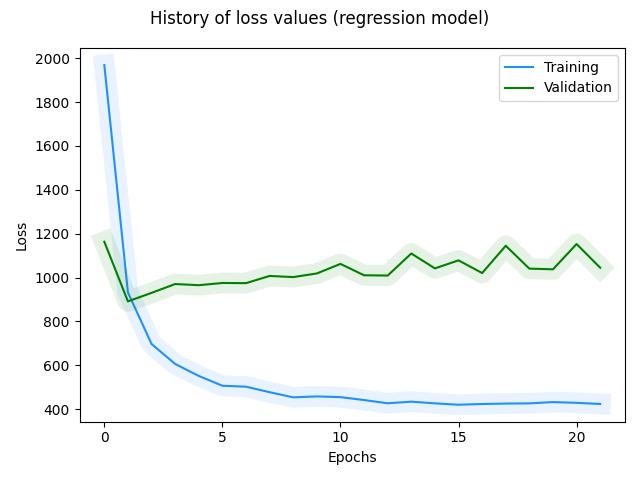 History of loss values (regression model)
Training
Validation
2000
1800
1600
1400
1200
1000
800
600
400
Loss
0 5 10 15 20
Epochs